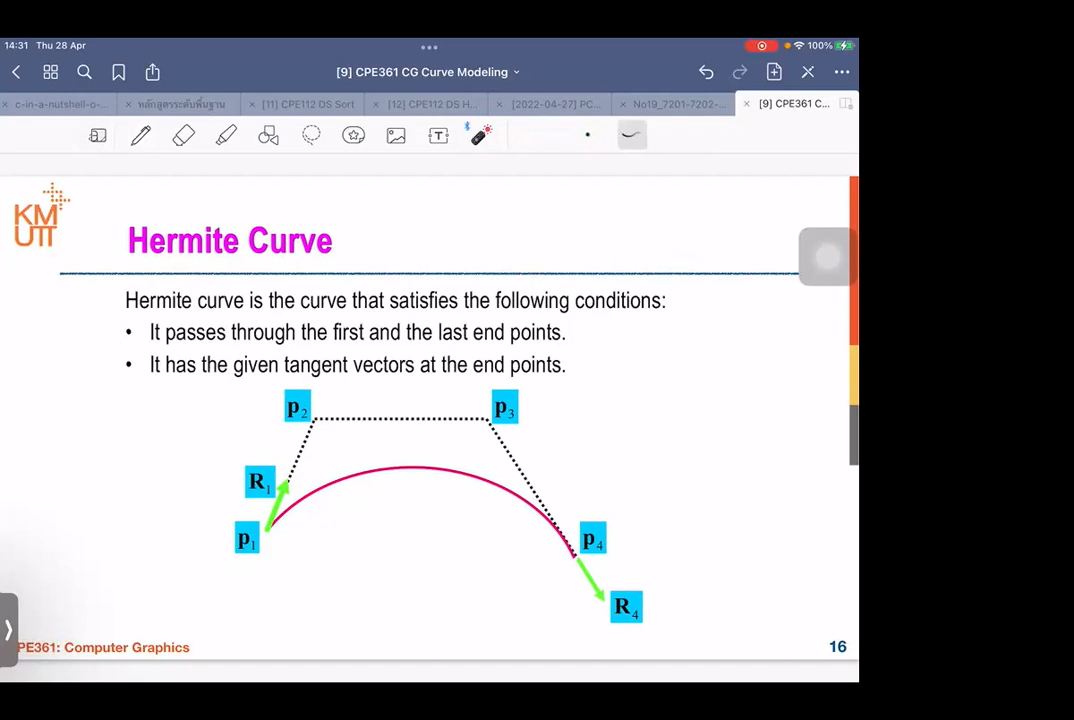 14:31 Thu 28 Apr
100%
[9] CPE361 CG Curve Modeling
c-in-a-nutshell-o-...
หลักสูตรระดับพื้นฐาน
[11] CPE112 DS Sort
[12] CPE112 DS H...
[2022-04-27] PC...
No19_7201-7202-...
[9] CPE361 C...
T
KM
UTT
Hermite Curve
Hermite curve is the curve that satisfies the following conditions:
• It passes through the first and the last end points.
• It has the given tangent vectors at the end points.
p2
p3
R1
p1
p4
R4
PE361: Computer Graphics
16